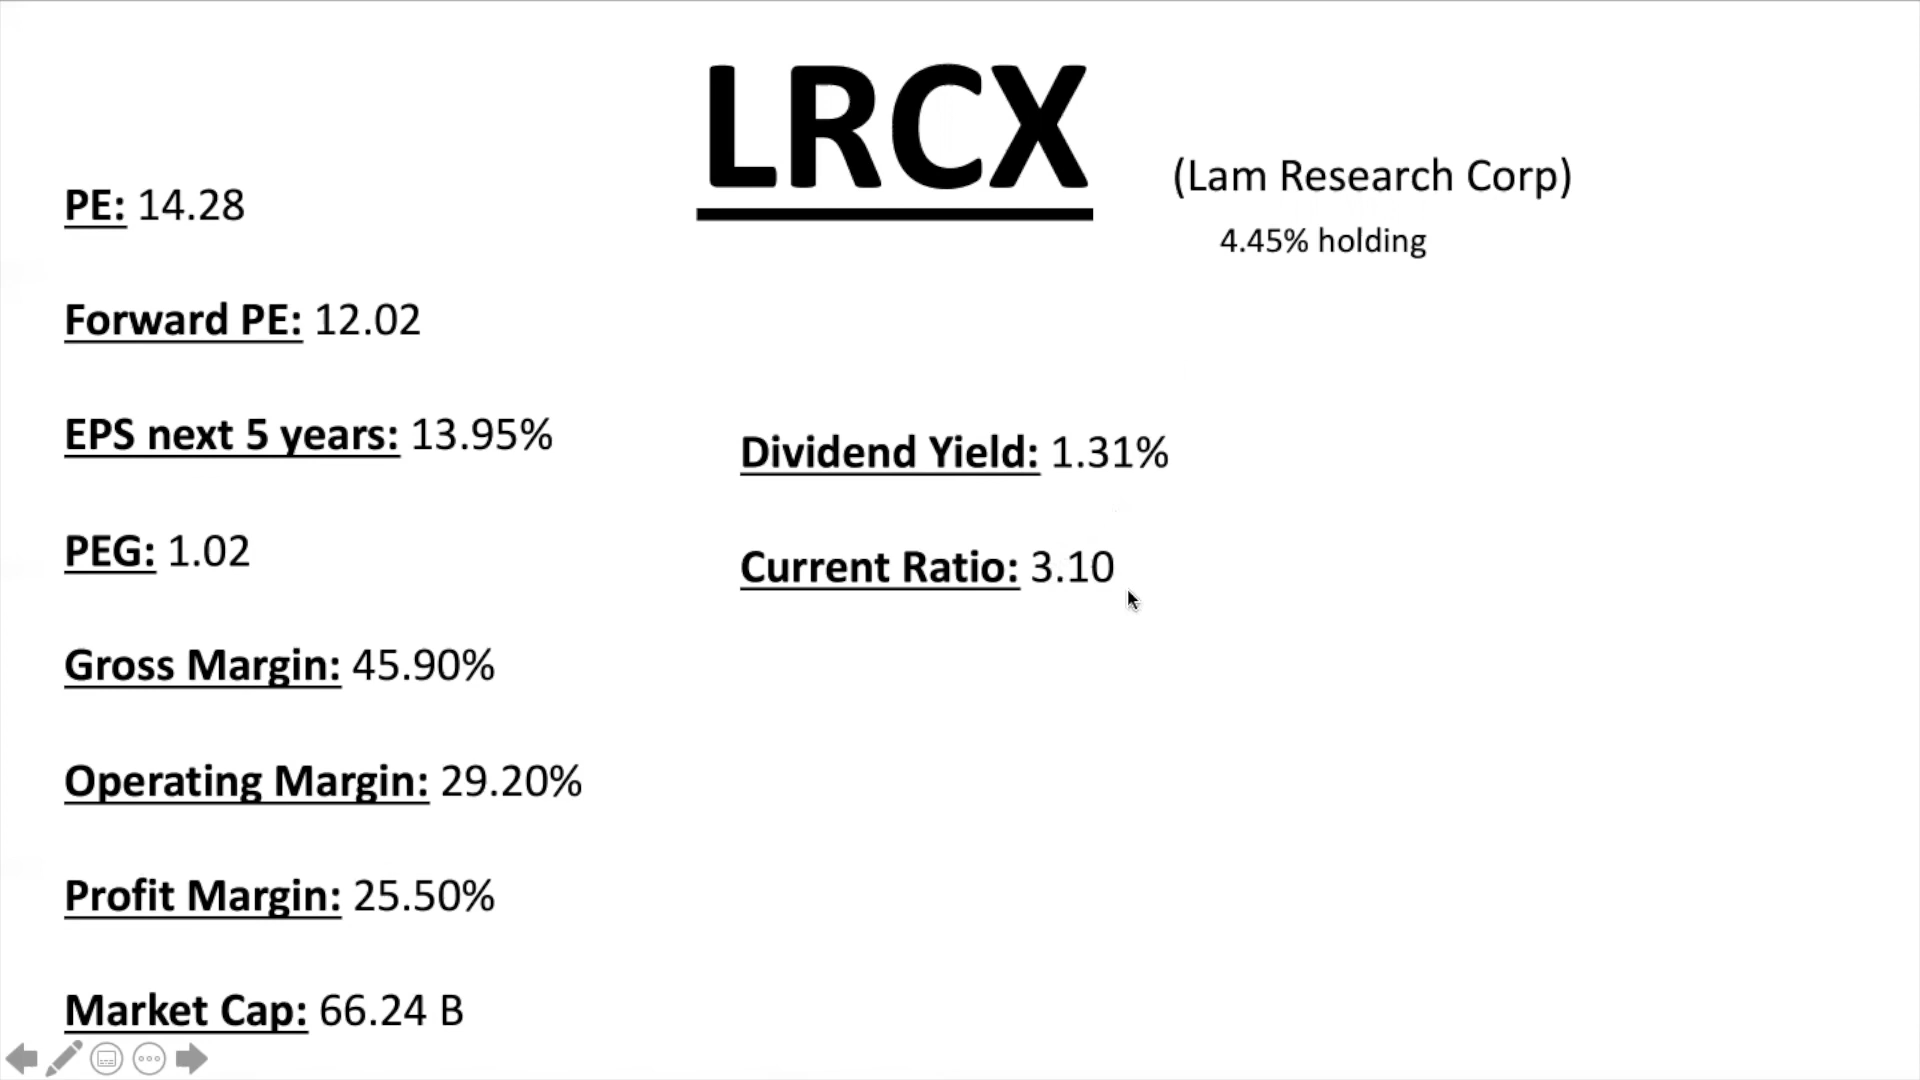 LRCX
(Lam Research Corp)
4.45% holding
PE: 14.28
Forward PE: 12.02
EPS next 5 years: 13.95%
PEG: 1.02
Gross Margin: 45.90%
Operating Margin: 29.20%
Profit Margin: 25.50%
Market Cap: 66.24 B
Dividend Yield: 1.31%
Current Ratio: 3.10